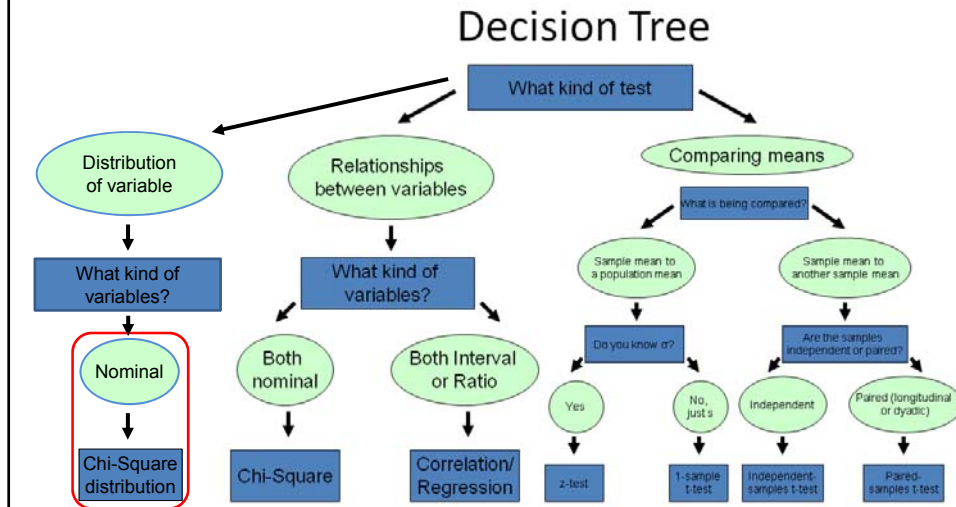 Decision Tree
What kind of test
Distribution
of variable
Relationships
between variables
Comparing means
What is being compared?
What kind of
variables?
What kind of
variables?
Sample mean to
a population mean
Sample mean to
another sample mean
Nominal
Both
nominal
Both Interval
or Ratio
Do you know σ?
Are the samples
independent or paired?
Yes
No,
just s
Independent
Paired (longitudinal
or dyadic)
Chi-Square
distribution
Chi-Square
Correlation/
Regression
z-test
1-sample
t-test
Independent-
samples t-test
Paired-
samples t-test